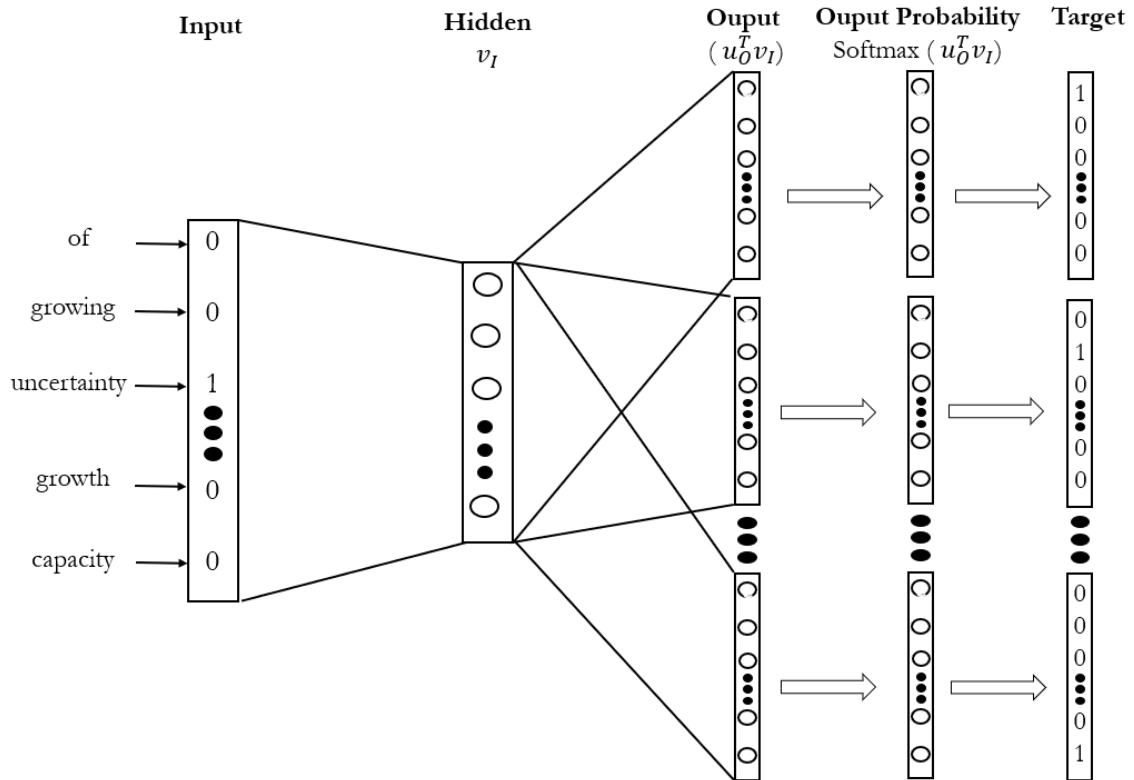 Input
Hidden
v_I
Ouput
( u_O^T v_I)
Ouput Probability
Softmax ( u_O^T v_I)
Target
of
growing
uncertainty
growth
capacity
0
0
1
0
0
1
0
0
0
0
0
1
0
0
0
0
0
0
0
1